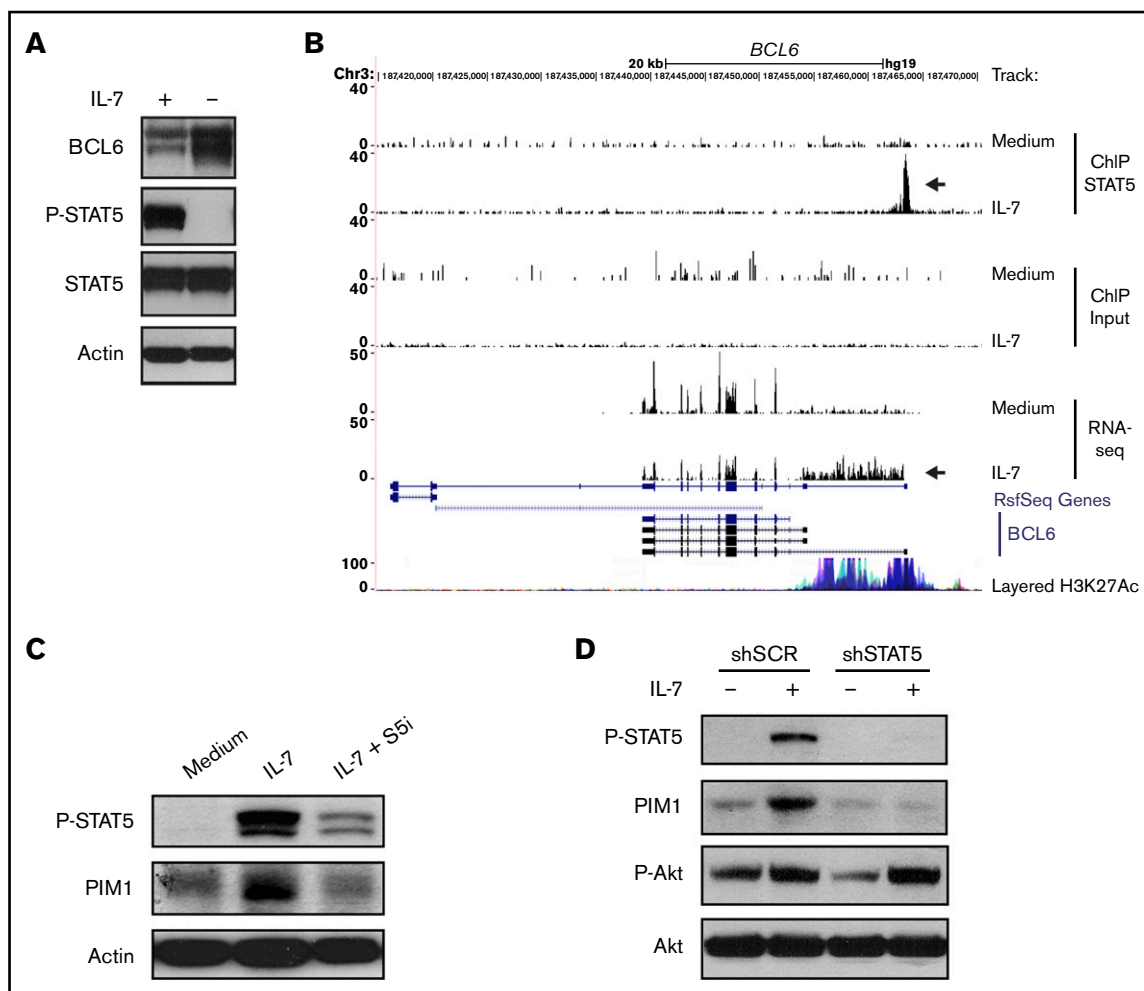 A
IL-7 + −
BCL6
P-STAT5
STAT5
Actin
B
BCL6
20 kb hg19
Chr3: 187,420,000| 187,425,000| 187,430,000| 187,435,000| 187,440,000| 187,445,000| 187,450,000| 187,455,000| 187,460,000| 187,465,000| 187,470,000| Track:
40
0 Medium
40
0 IL-7
ChIP
STAT5
40
0 Medium
40
0 IL-7
ChIP
Input
50
0 Medium
50
0 IL-7
RNA-
seq
RsfSeq Genes
BCL6
100
0 Layered H3K27Ac
C
Medium IL-7 IL-7 + S5i
P-STAT5
PIM1
Actin
D
shSCR shSTAT5
IL-7 − + − +
P-STAT5
PIM1
P-Akt
Akt